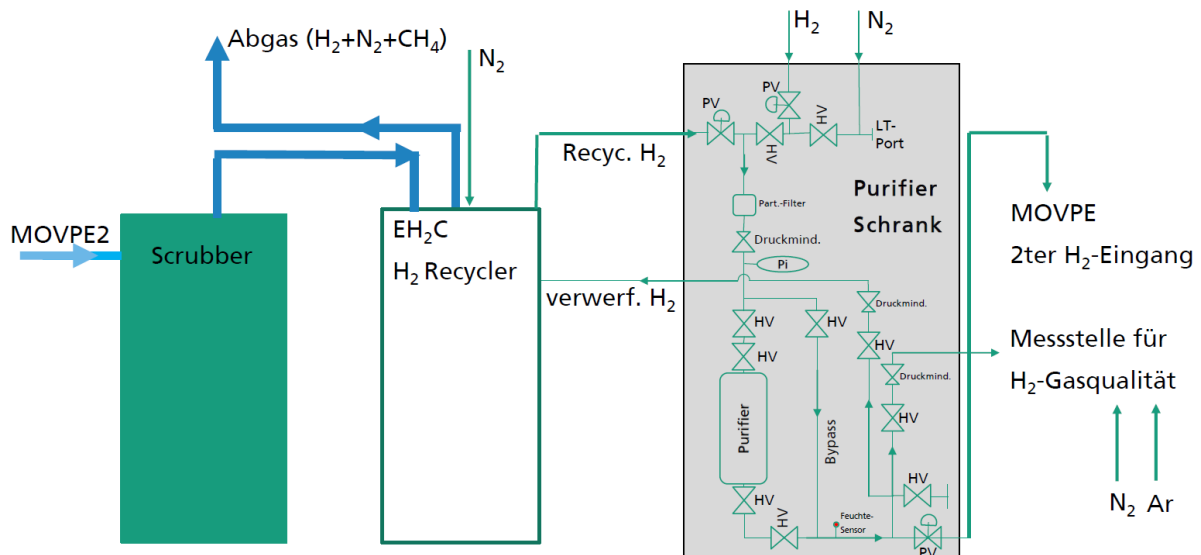 Abgas (H₂+N₂+CH₄)
N₂
H₂
N₂
MOVPE2
Scrubber
EH₂C
H₂ Recycler
Recyc. H₂
verwerf. H₂
PV
PV
HV
HV
LT-
Port
Purifier
Schrank
Part.-Filter
Druckmind.
Pi
HV
HV
HV
Purifier
Bypass
HV
HV
Feuchte-
Sensor
Druckmind.
HV
Druckmind.
HV
HV
PV
MOVPE
2ter H₂-Eingang
Messstelle für
H₂-Gasqualität
N₂
Ar